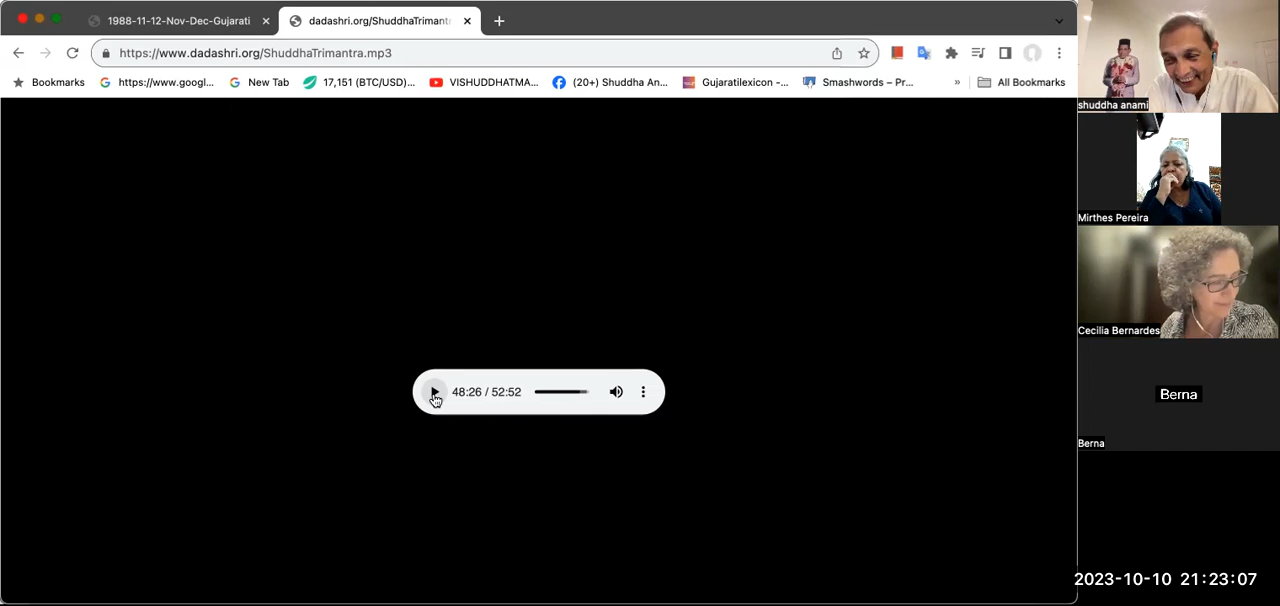 1988-11-12-Nov-Dec-Gujarati
dadashri.org/ShuddhaTrimantr
https://www.dadashri.org/ShuddhaTrimantra.mp3
Bookmarks
https://www.googl...
New Tab
17,151 (BTC/USD)...
VISHUDDHATMA...
(20+) Shuddha An...
Gujaratilexicon -...
Smashwords – Pr...
»
All Bookmarks
48:26 / 52:52
shuddha anami
Mirthes Pereira
Cecilia Bernardes
Berna
Berna
2023-10-10 21:23:07